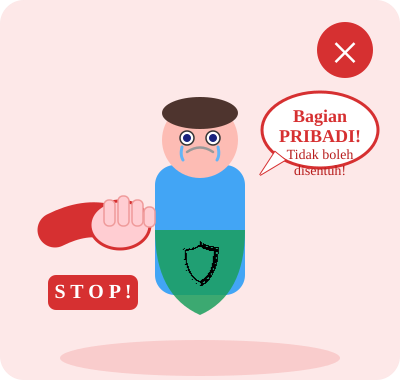 Bagian
PRIBADI!
Tidak boleh
disentuh!
STOP!